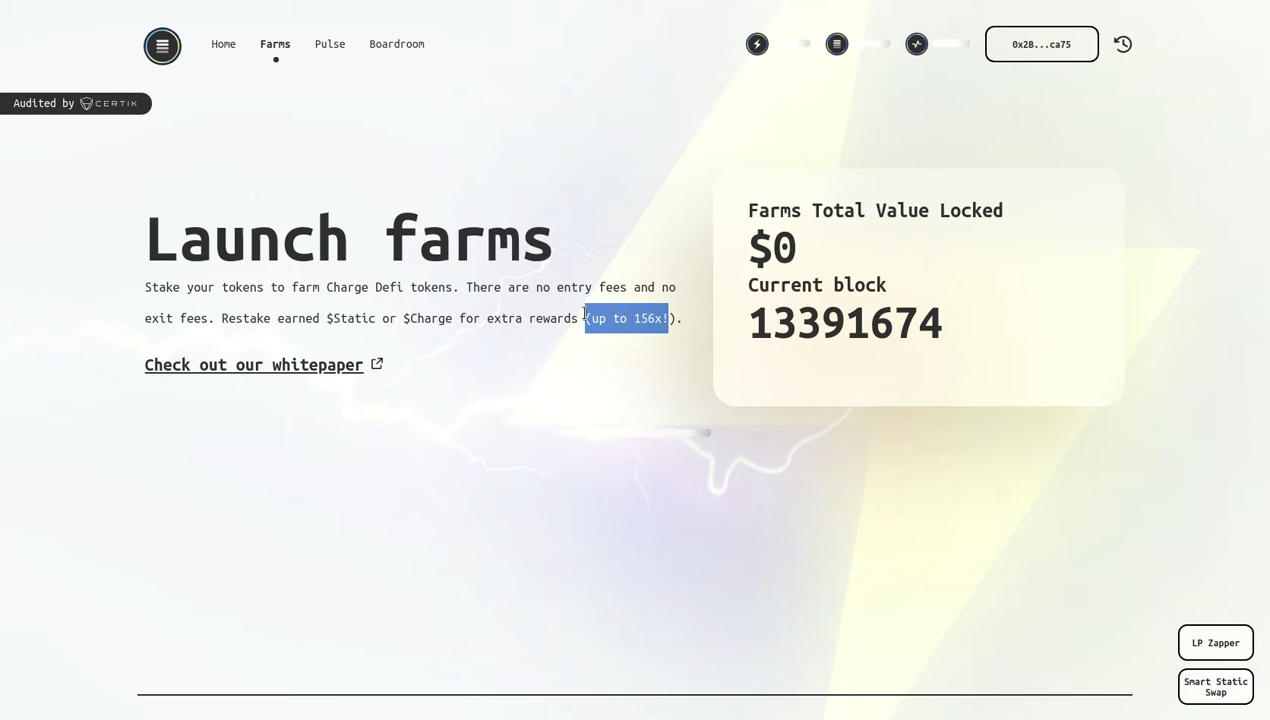 Home
Farms
Pulse
Boardroom
0x2B...ca75
Audited by CERTIK
Launch farms
Stake your tokens to farm Charge Defi tokens. There are no entry fees and no
exit fees. Restake earned $Static or $Charge for extra rewards (up to 156x!).
Check out our whitepaper
Farms Total Value Locked
$0
Current block
13391674
LP Zapper
Smart Static
Swap